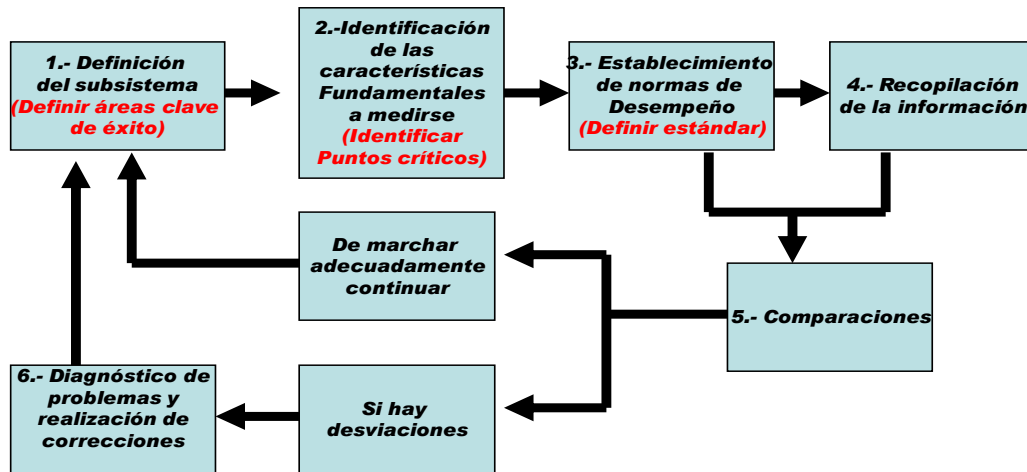 1.- Definición
del subsistema
(Definir áreas clave
de éxito)
2.-Identificación
de las
características
Fundamentales
a medirse
(Identificar
Puntos críticos)
3.- Establecimiento
de normas de
Desempeño
(Definir estándar)
4.- Recopilación
de la información
De marchar
adecuadamente
continuar
5.- Comparaciones
6.- Diagnóstico de
problemas y
realización de
correcciones
Si hay
desviaciones